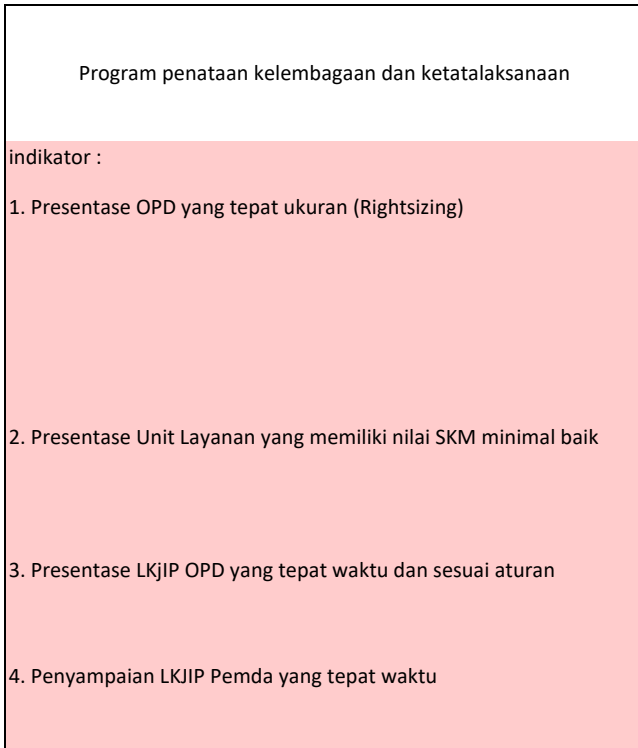 Program penataan kelembagaan dan ketatalaksanaan
indikator :
1. Presentase OPD yang tepat ukuran (Rightsizing)
2. Presentase Unit Layanan yang memiliki nilai SKM minimal baik
3. Presentase LKjIP OPD yang tepat waktu dan sesuai aturan
4. Penyampaian LKJIP Pemda yang tepat waktu